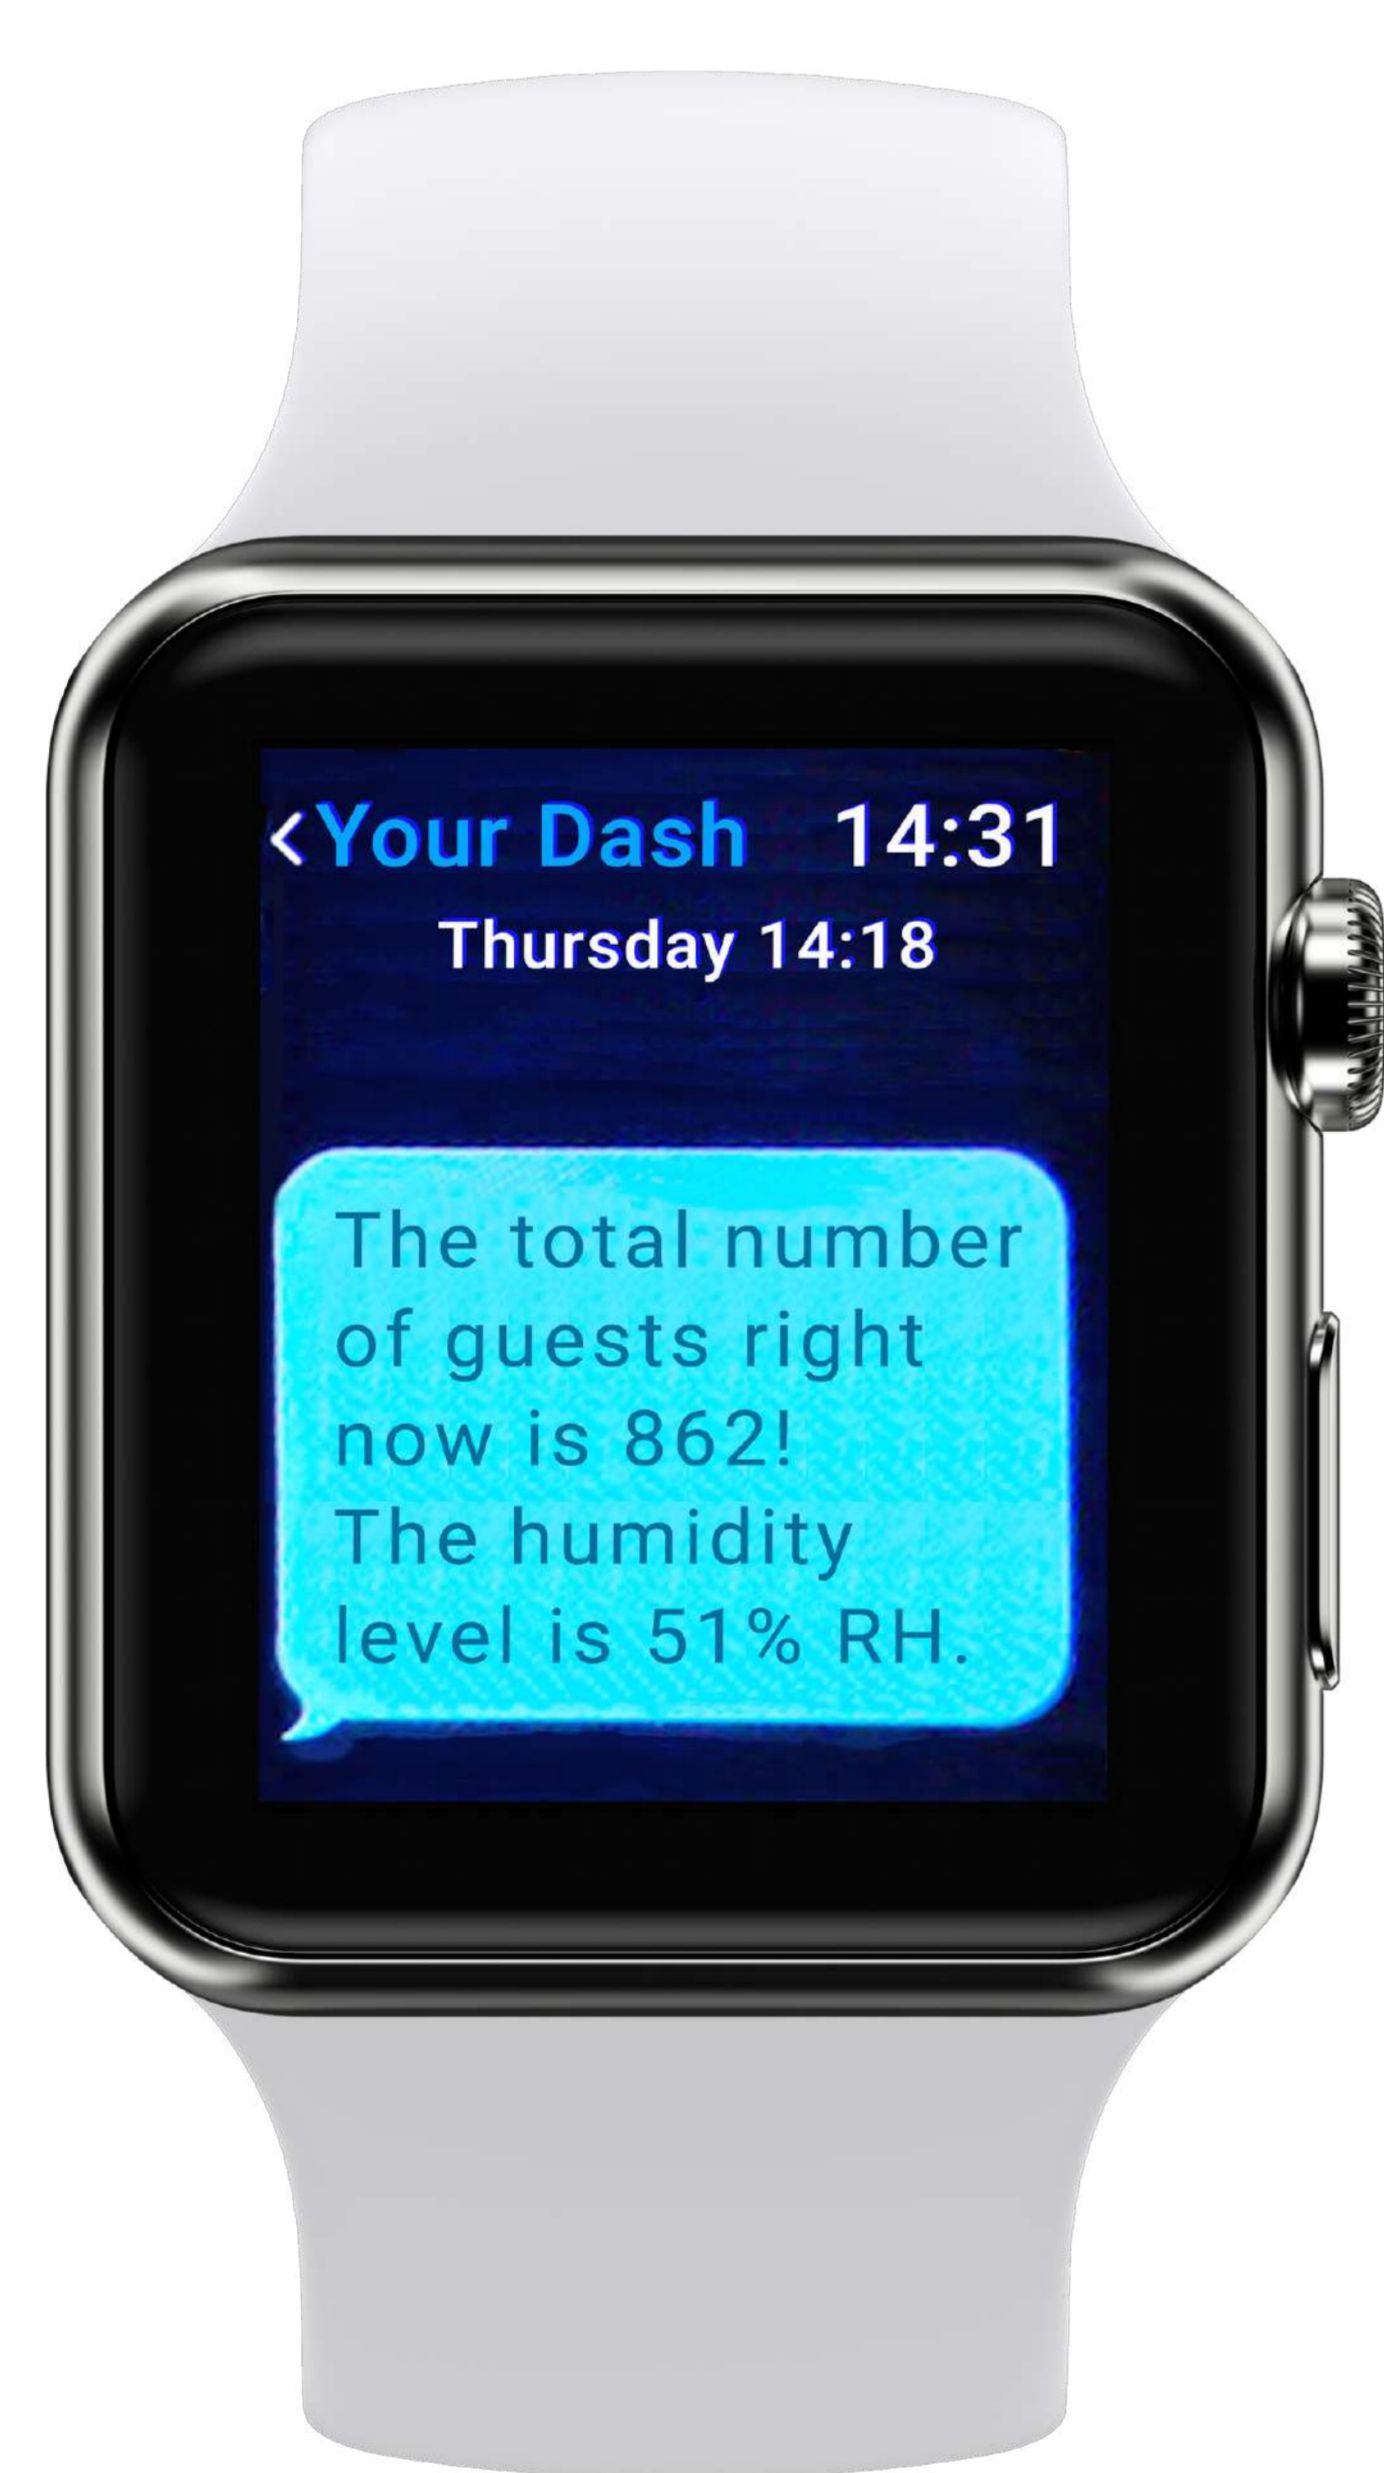 <Your Dash 14:31
Thursday 14:18
The total number
of guests right
now is 862!
The humidity
level is 51% RH.